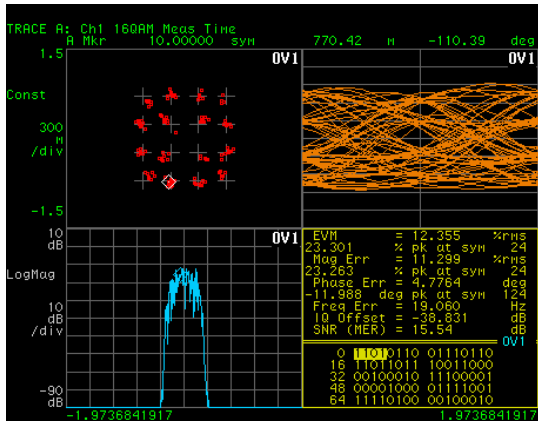 TRACE A: Ch1 16QAM Meas Time
A Mkr 10.00000 sym 770.42 m -110.39 deg
1.5
OV1
OV1
Const
300
m
/div
-1.5
10
dB
OV1
LogMag
10
dB
/div
-90
dB
-1.9736841917
1.9736841917
EVM = 12.355 %rms
23.301 % pk at sym 24
Mag Err = 11.299 %rms
23.263 % pk at sym 24
Phase Err = 4.7764
-11.988 deg pk at sym 124
Freq Err = 19.060 Hz
IQ Offset = -38.831 dB
SNR (MER) = 15.54 dB
OV1
0 11010110 01110110
16 11011011 10011000
32 00100010 11100001
48 00001000 01111001
64 11110100 00100010